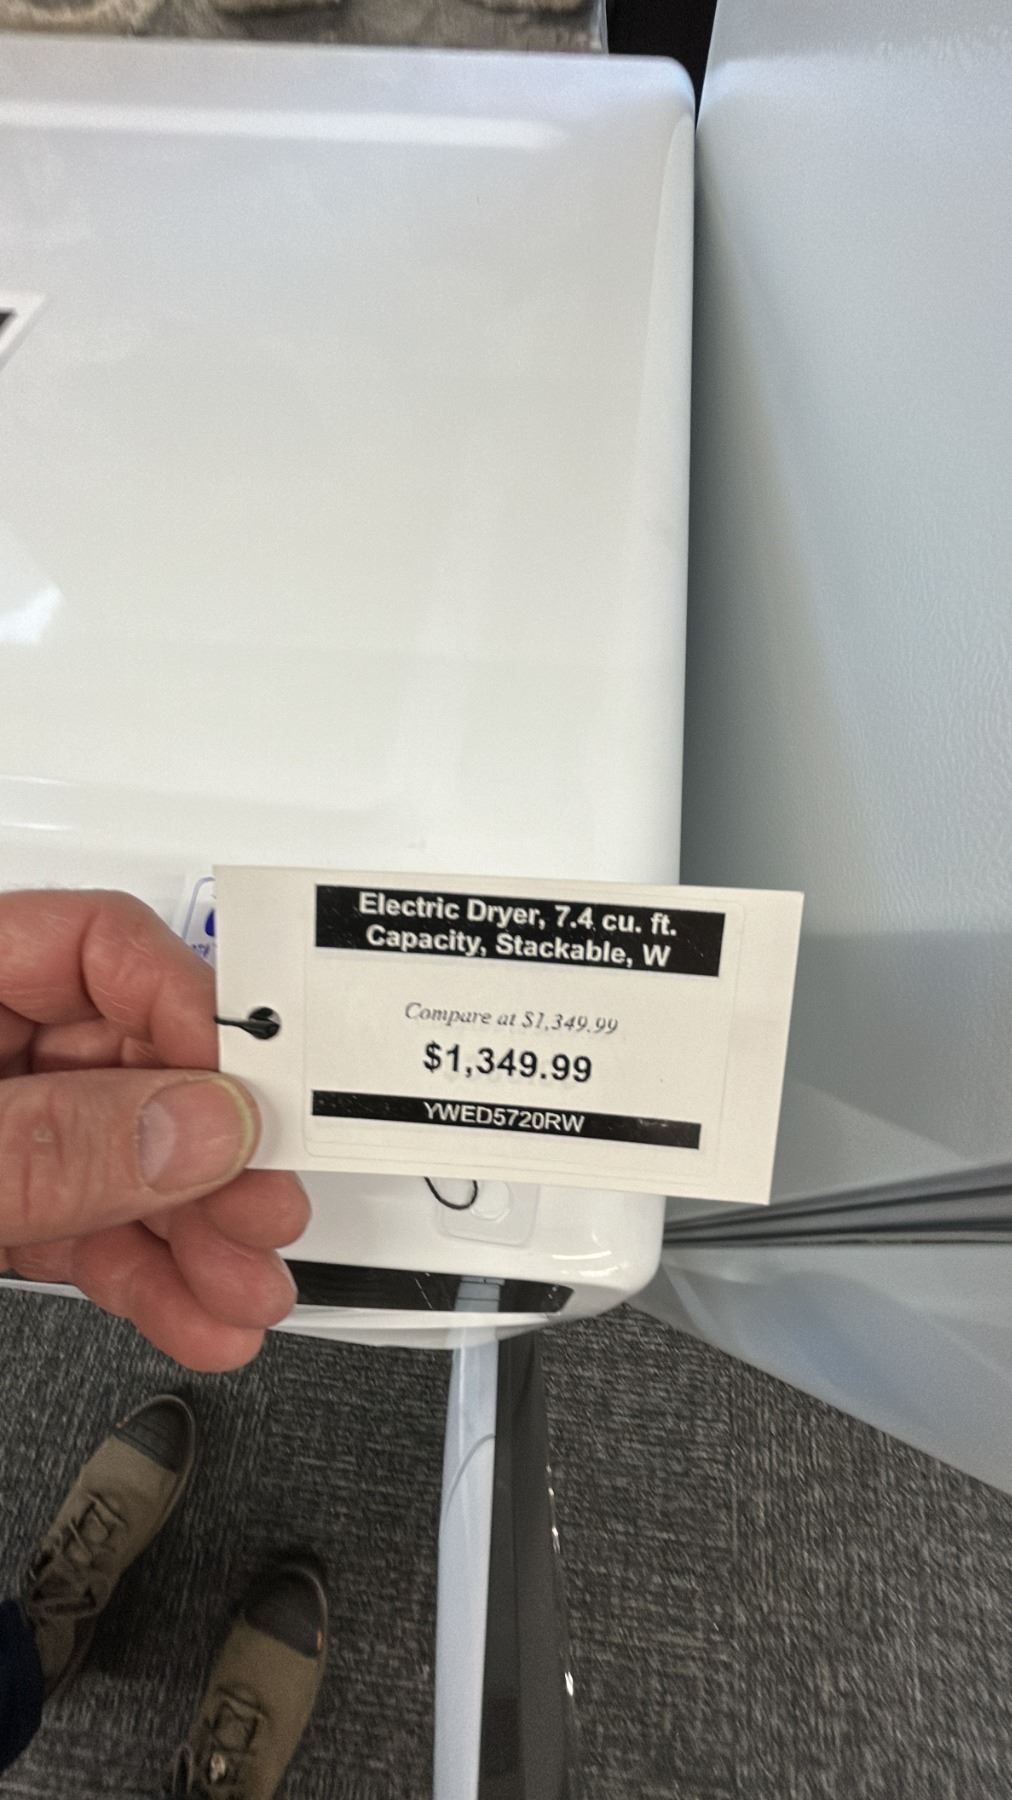 Electric Dryer, 7.4 cu. ft.
Capacity, Stackable, W
Compare at $1,349.99
$1,349.99
YWED5720RW